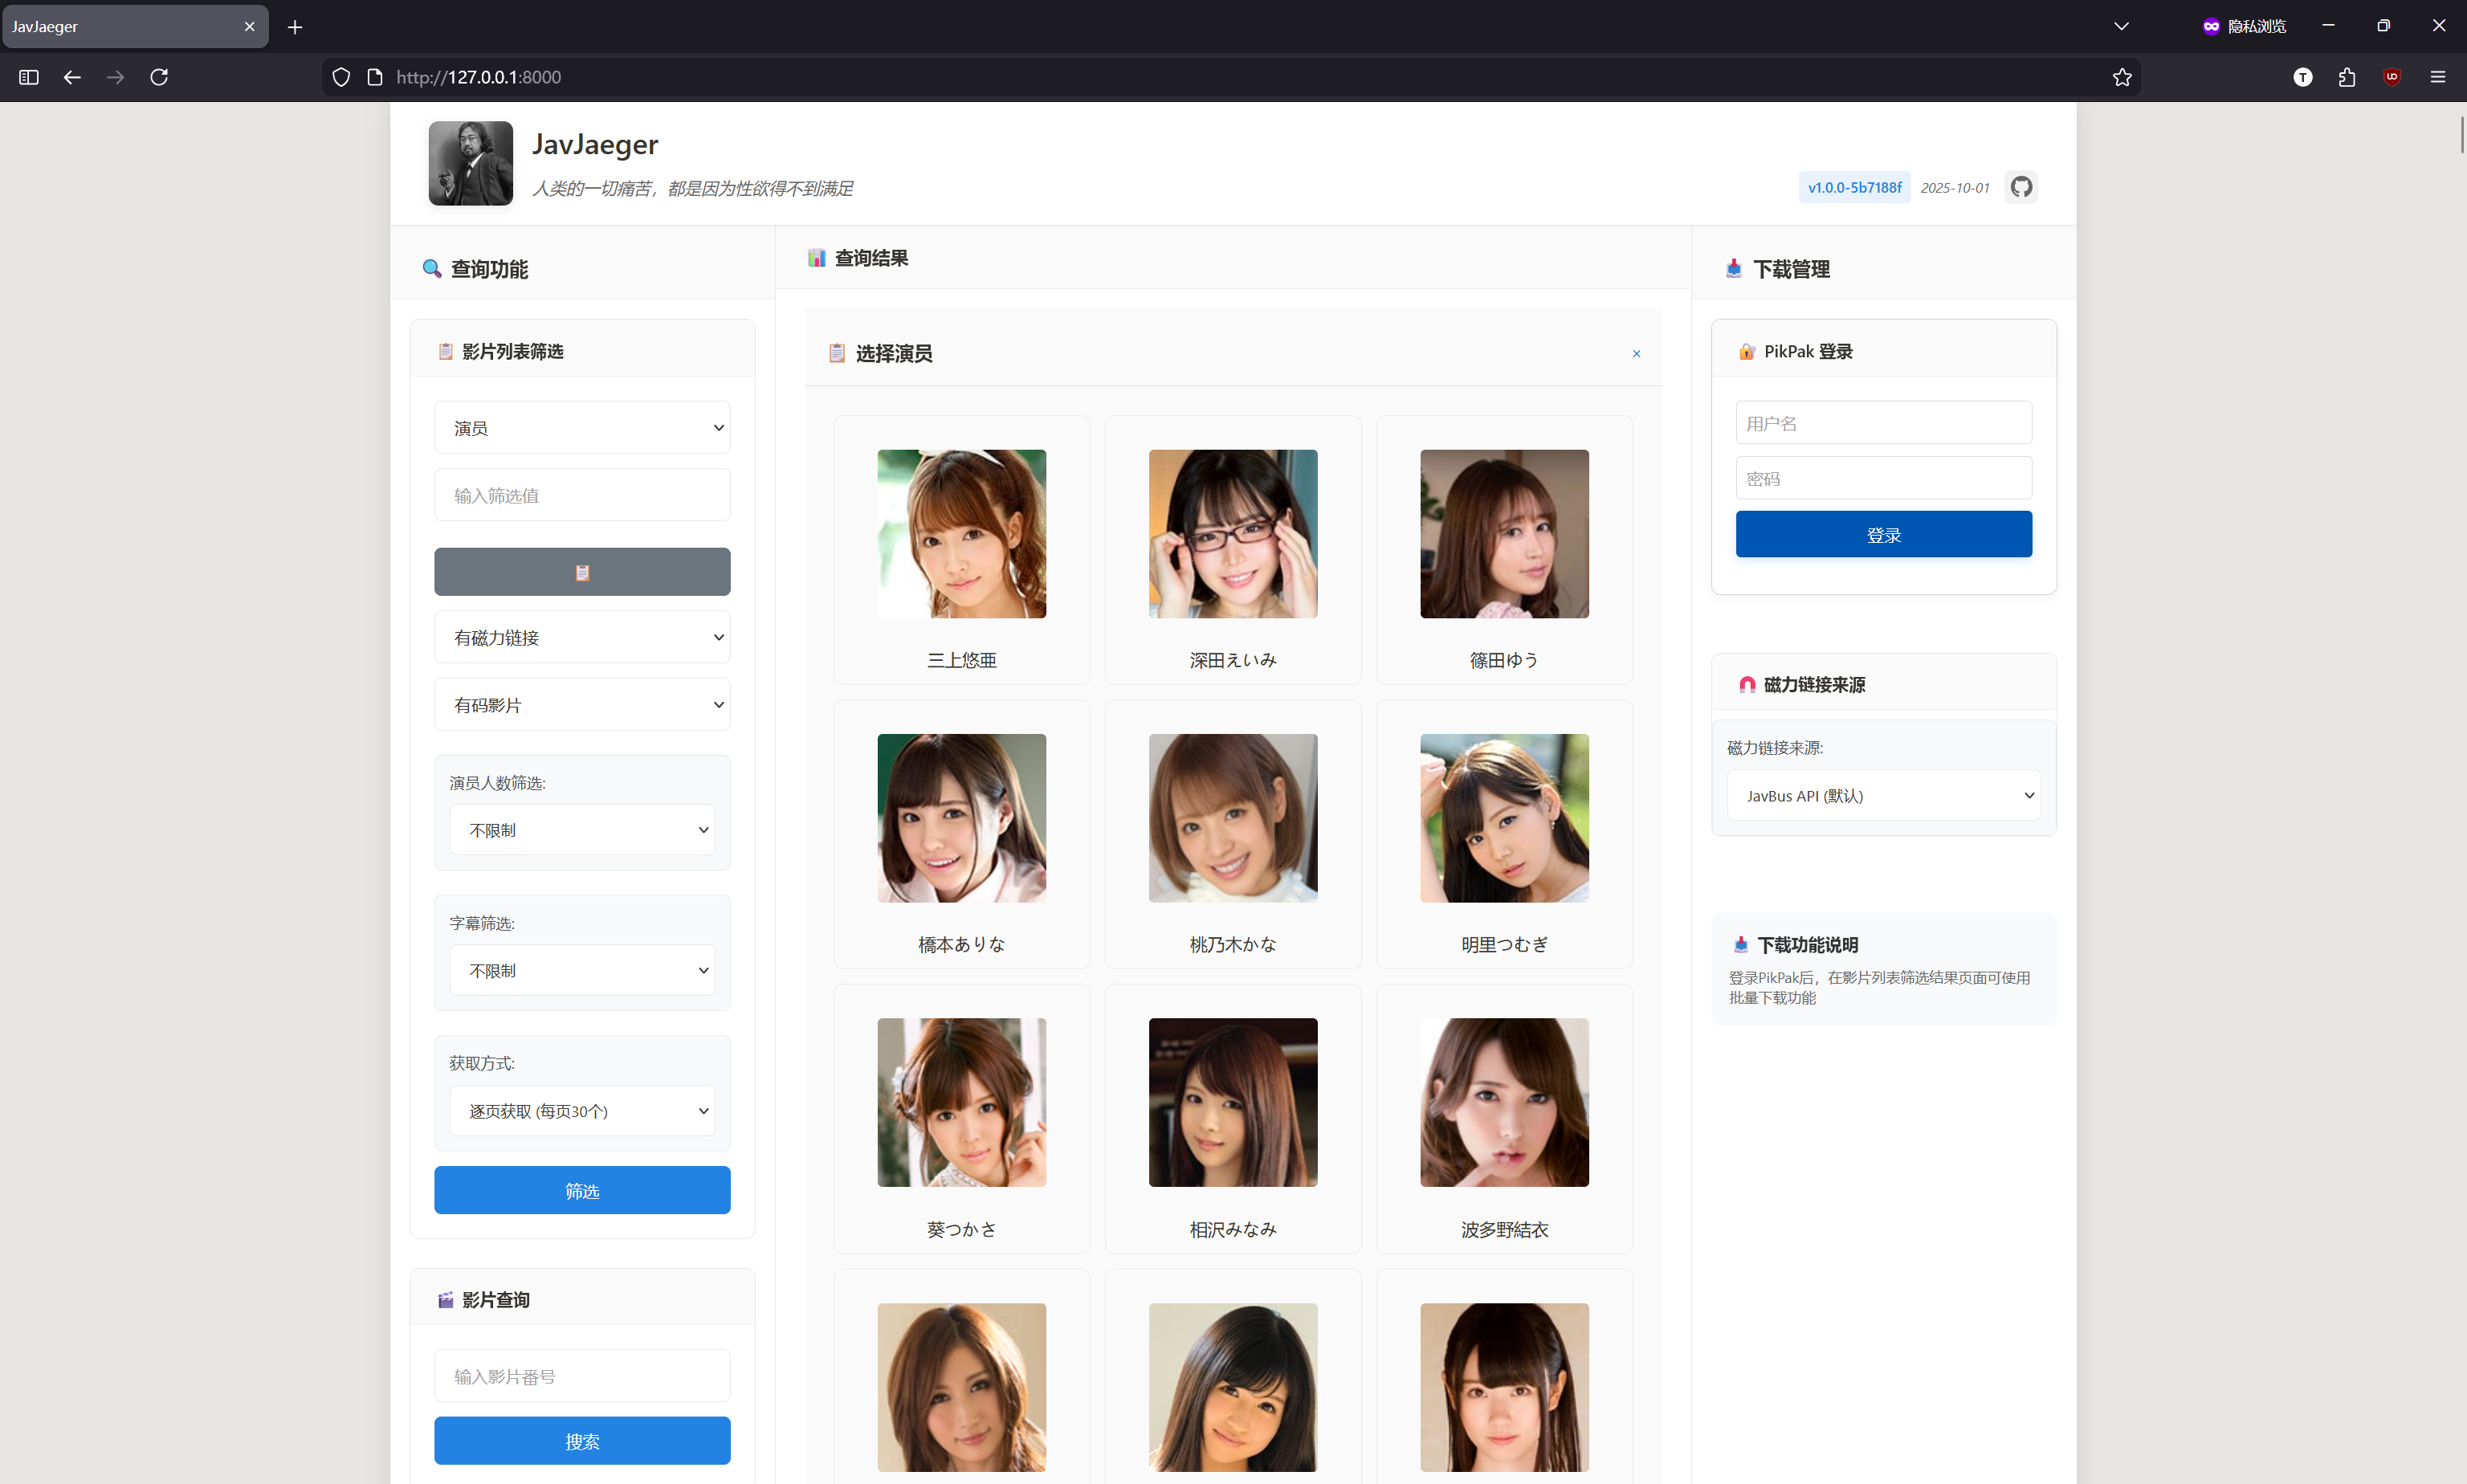 JavJaeger
隐私浏览
http://127.0.0.1:8000
JavJaeger
人类的一切痛苦，都是因为性欲得不到满足
v1.0.0-5b7188f 2025-10-01
查询功能
影片列表筛选
演员
输入筛选值
有磁力链接
有码影片
演员人数筛选:
不限制
字幕筛选:
不限制
获取方式:
逐页获取 (每页30个)
筛选
影片查询
输入影片番号
搜索
查询结果
选择演员
三上悠亜
深田えいみ
篠田ゆう
橋本ありな
桃乃木かな
明里つむぎ
葵つかさ
相沢みなみ
波多野結衣
下载管理
PikPak 登录
用户名
密码
登录
磁力链接来源
磁力链接来源:
JavBus API (默认)
下载功能说明
登录PikPak后，在影片列表筛选结果页面可使用
批量下载功能